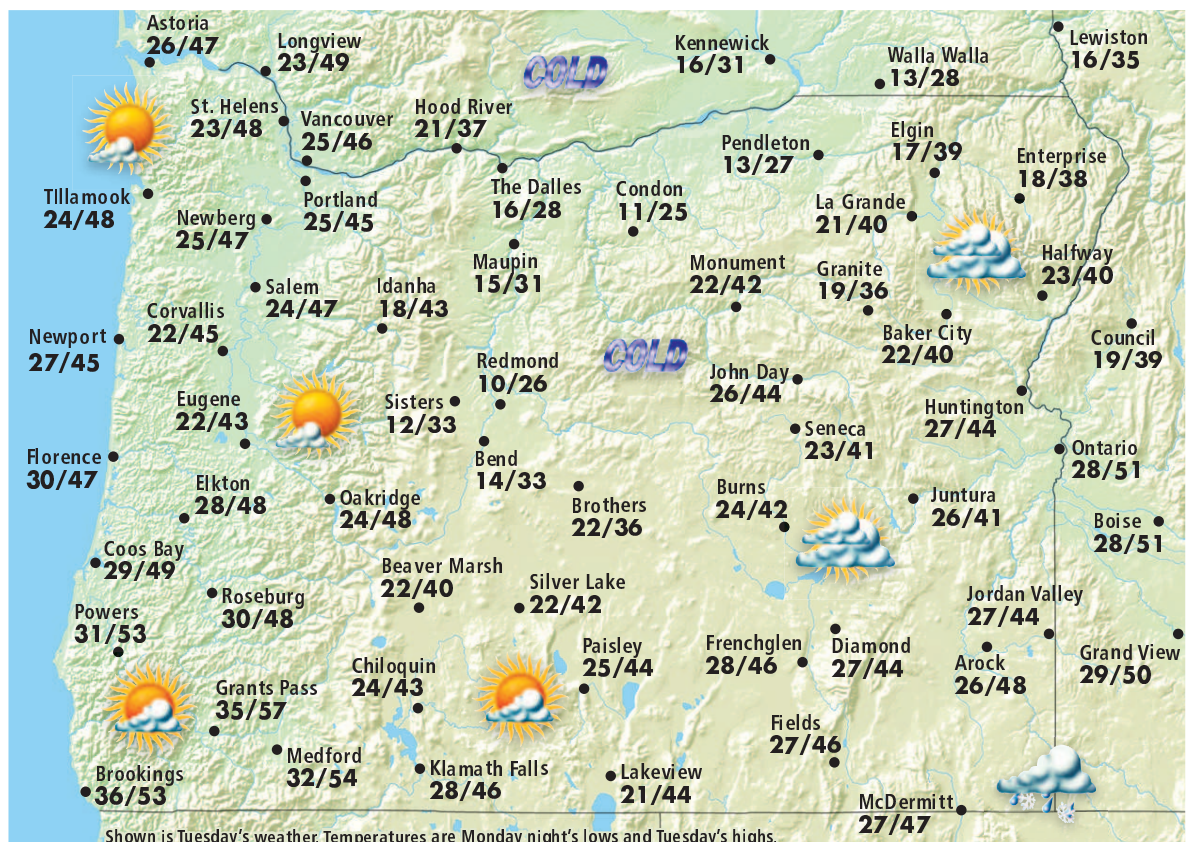 Astoria
26/47
Longview
23/49
COLD
Kennewick
16/31
Walla Walla
13/28
Lewiston
16/35
St. Helens
23/48
Vancouver
25/46
Hood River
21/37
Pendleton
13/27
Elgin
17/39
Enterprise
18/38
TIllamook
24/48
Newberg
25/47
Portland
25/45
The Dalles
16/28
Condon
11/25
La Grande
21/40
Maupin
15/31
Monument
22/42
Granite
19/36
Halfway
23/40
Salem
24/47
Idanha
18/43
Corvallis
22/45
Newport
27/45
Baker City
22/40
Council
19/39
COLD
Redmond
10/26
John Day
26/44
Eugene
22/43
Sisters
12/33
Huntington
27/44
Seneca
23/41
Florence
30/47
Bend
14/33
Ontario
28/51
Elkton
28/48
Oakridge
24/48
Brothers
22/36
Burns
24/42
Juntura
26/41
Boise
28/51
Coos Bay
29/49
Beaver Marsh
22/40
Silver Lake
22/42
Roseburg
30/48
Powers
31/53
Jordan Valley
27/44
Paisley
25/44
Frenchglen
28/46
Diamond
27/44
Arock
26/48
Grand View
29/50
Chiloquin
24/43
Grants Pass
35/57
Fields
27/46
Medford
32/54
Klamath Falls
28/46
Lakeview
21/44
Brookings
36/53
McDermitt
27/47
Shown is Tuesday's weather. Temperatures are Monday night's lows and Tuesday's highs.